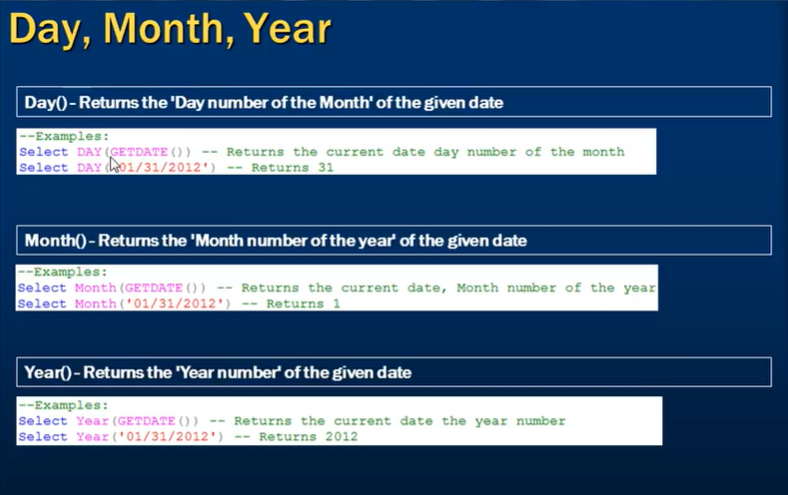 Day, Month, Year
Day() - Returns the 'Day number of the Month' of the given date
--Examples:
Select DAY(GETDATE()) -- Returns the current date day number of the month
Select DAY('01/31/2012') -- Returns 31
Month() - Returns the 'Month number of the year' of the given date
--Examples:
Select Month(GETDATE()) -- Returns the current date, Month number of the year
Select Month('01/31/2012') -- Returns 1
Year() - Returns the 'Year number' of the given date
--Examples:
Select Year(GETDATE()) -- Returns the current date the year number
Select Year('01/31/2012') -- Returns 2012